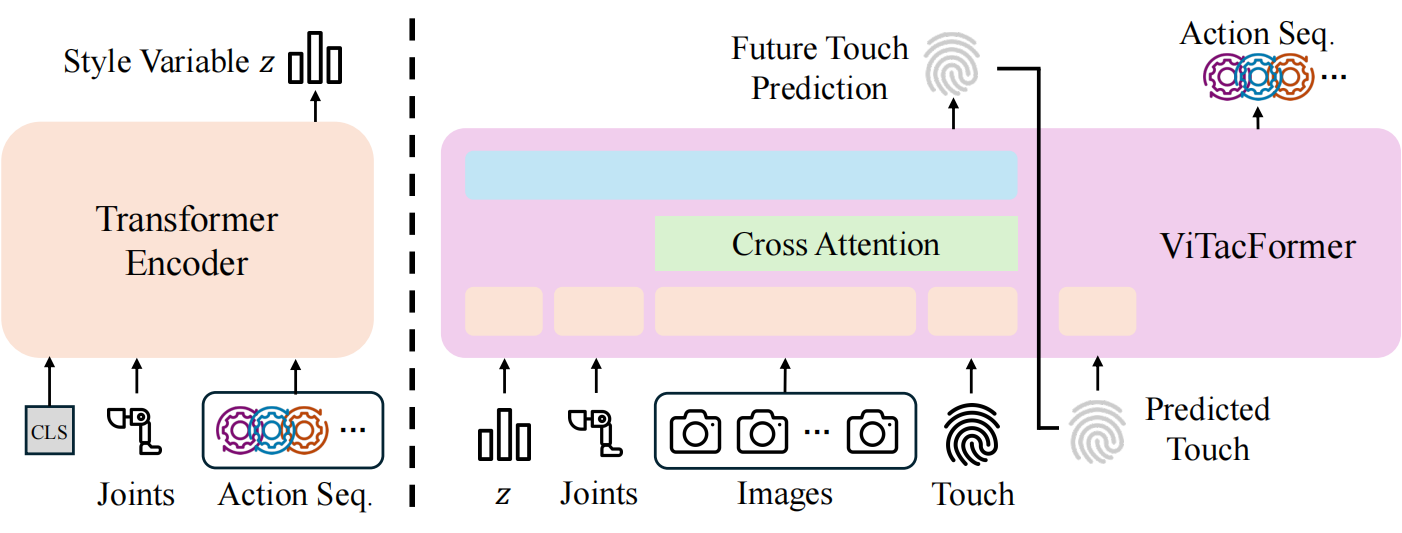 Style Variable z
Transformer
Encoder
CLS
Joints
Action Seq.
...
Future Touch
Prediction
Action Seq.
...
Cross Attention
ViTacFormer
z
Joints
...
Images
Touch
Predicted
Touch